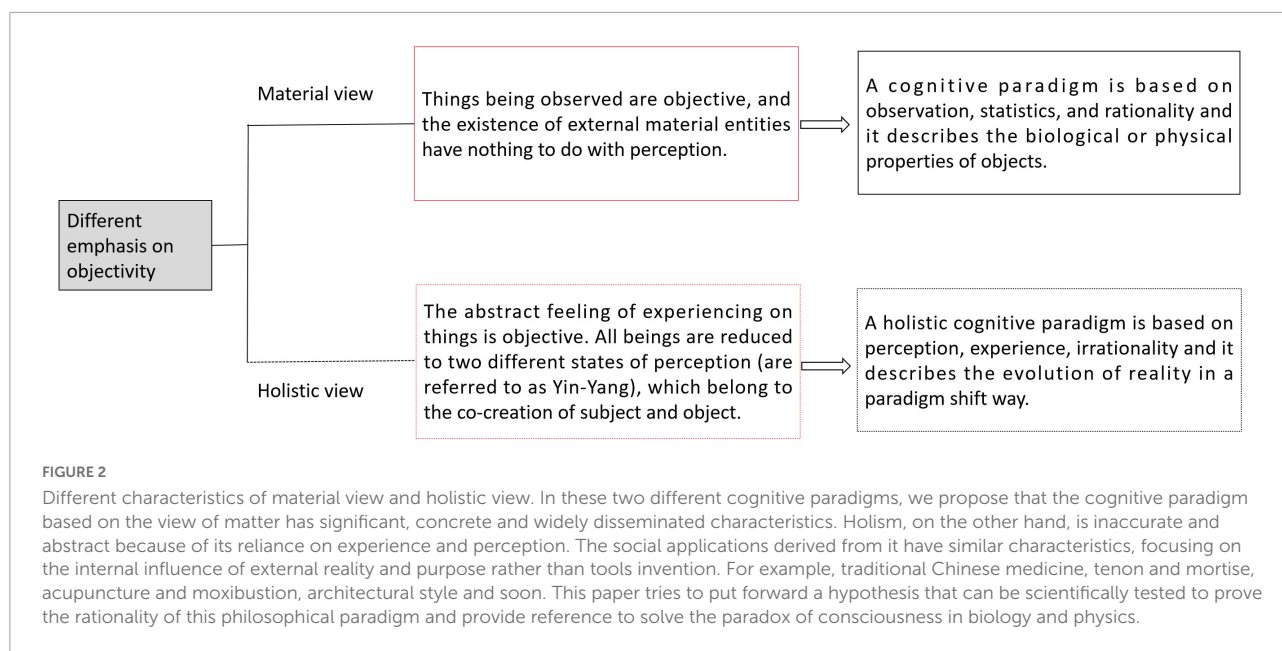 Material view
Things being observed are objective, and
the existence of external material entities
have nothing to do with perception.
A cognitive paradigm is based on
observation, statistics, and rationality and
it describes the biological or physical
properties of objects.
Different
emphasis on
objectivity
Holistic view
The abstract feeling of experiencing on
things is objective. All beings are reduced
to two different states of perception (are
referred to as Yin-Yang), which belong to
the co-creation of subject and object.
A holistic cognitive paradigm is based on
perception, experience, irrationality and it
describes the evolution of reality in a
paradigm shift way.
FIGURE 2
Different characteristics of material view and holistic view. In these two different cognitive paradigms, we propose that the cognitive paradigm
based on the view of matter has significant, concrete and widely disseminated characteristics. Holism, on the other hand, is inaccurate and
abstract because of its reliance on experience and perception. The social applications derived from it have similar characteristics, focusing on
the internal influence of external reality and purpose rather than tools invention. For example, traditional Chinese medicine, tenon and mortise,
acupuncture and moxibustion, architectural style and soon. This paper tries to put forward a hypothesis that can be scientifically tested to prove
the rationality of this philosophical paradigm and provide reference to solve the paradox of consciousness in biology and physics.